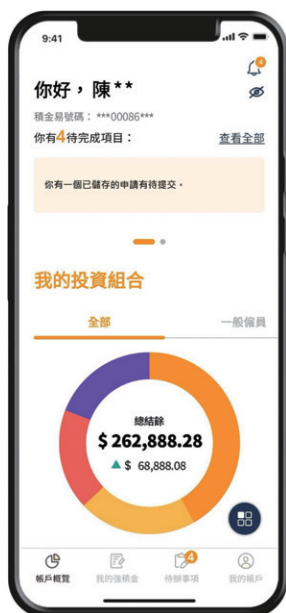 9:41
4
你好，陳**
積金易號碼： ***00086***
你有4待完成項目：
查看全部
你有一個已儲存的申請有待提交。
我的投資組合
全部
一般僱員
總結餘
$ 262,888.28
▲ $ 68,888.08
4
帳戶概覽
我的強積金
待辦事項
我的帳戶